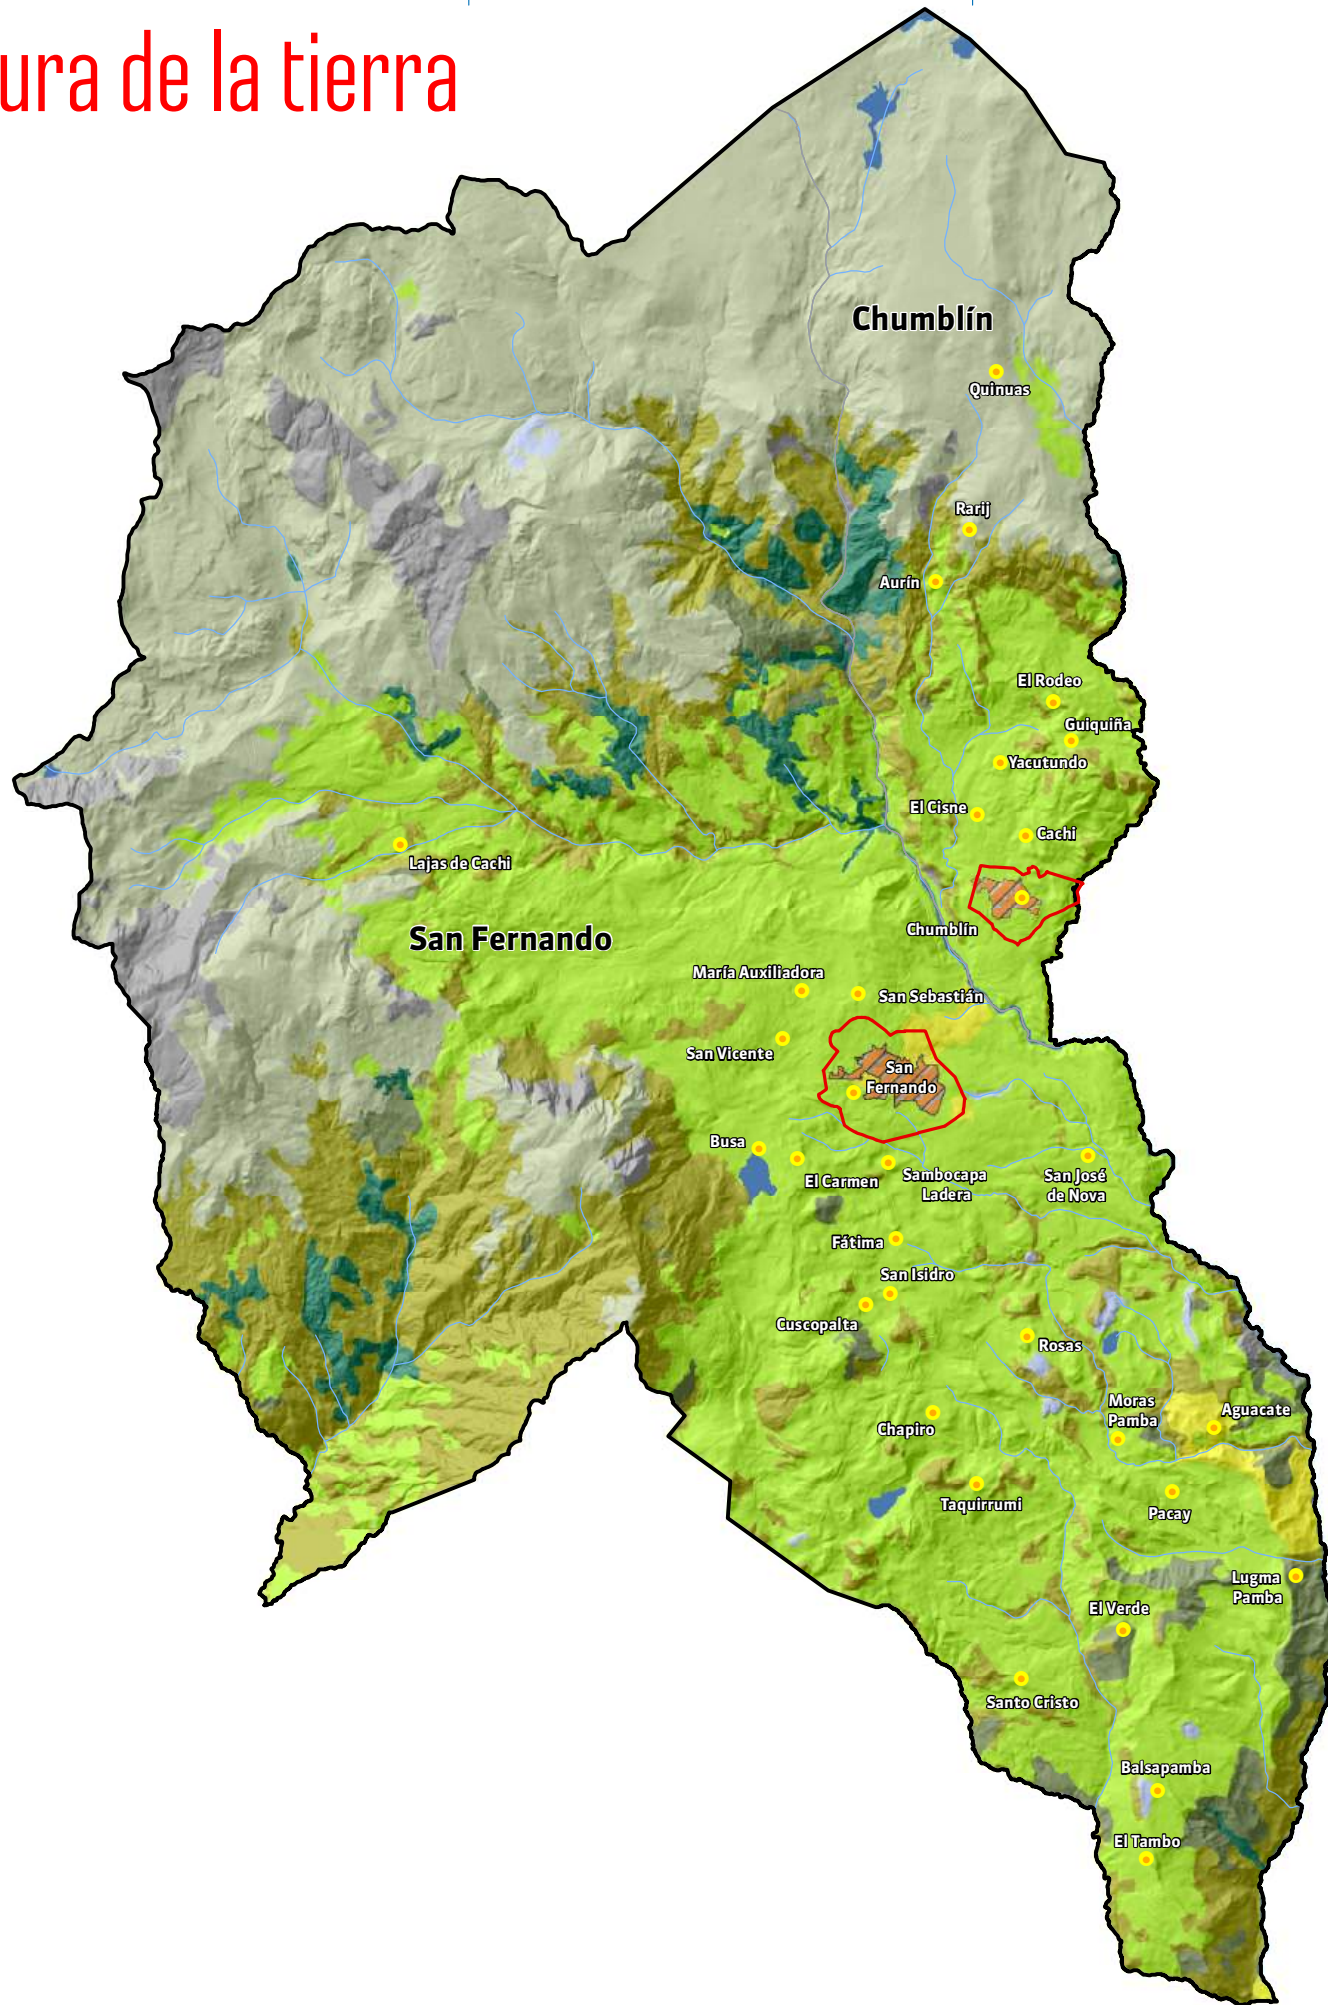 ura de la tierra
Chumblín
Quinuas
Rarij
Aurín
El Rodeo
Guiquiña
Yacutundo
El Cisne
Cachi
Lajas de Cachi
Chumblín
San Fernando
María Auxiliadora
San Sebastián
San Vicente
San
Fernando
Busa
El Carmen
Sambocapa
Ladera
San José
de Nova
Fátima
San Isidro
Cuscopalta
Rosas
Moras
Pamba
Aguacate
Chapiro
Taquirrumi
Pacay
Lugma
Pamba
El Verde
Santo Cristo
Balsapamba
El Tambo